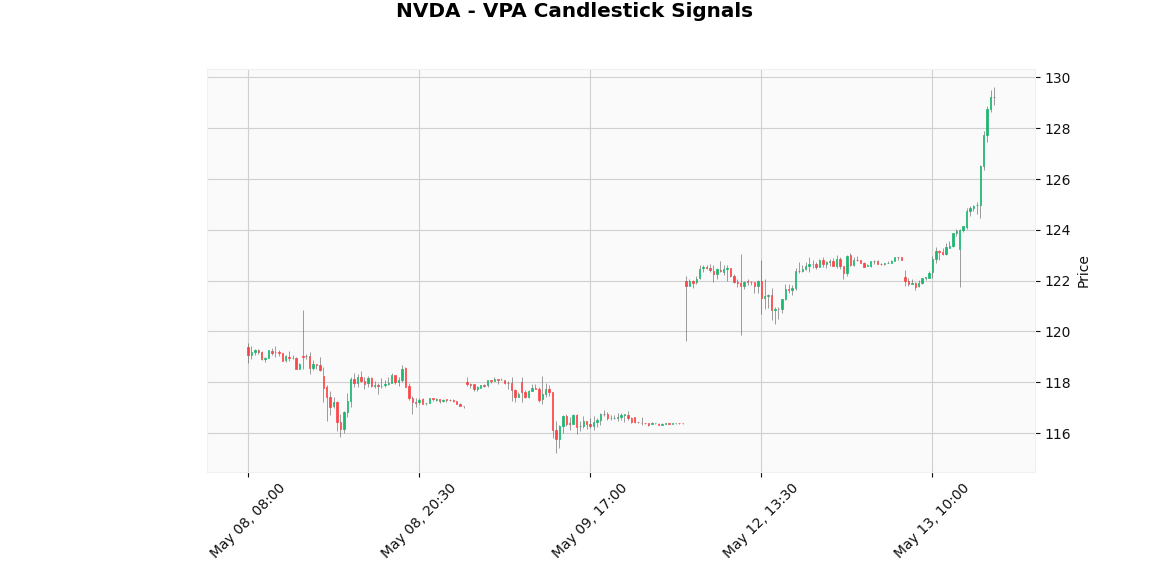 NVDA - VPA Candlestick Signals
130
128
126
124
122
120
118
116
Price
May 08, 08:00
May 08, 20:30
May 09, 17:00
May 12, 13:30
May 13, 10:00